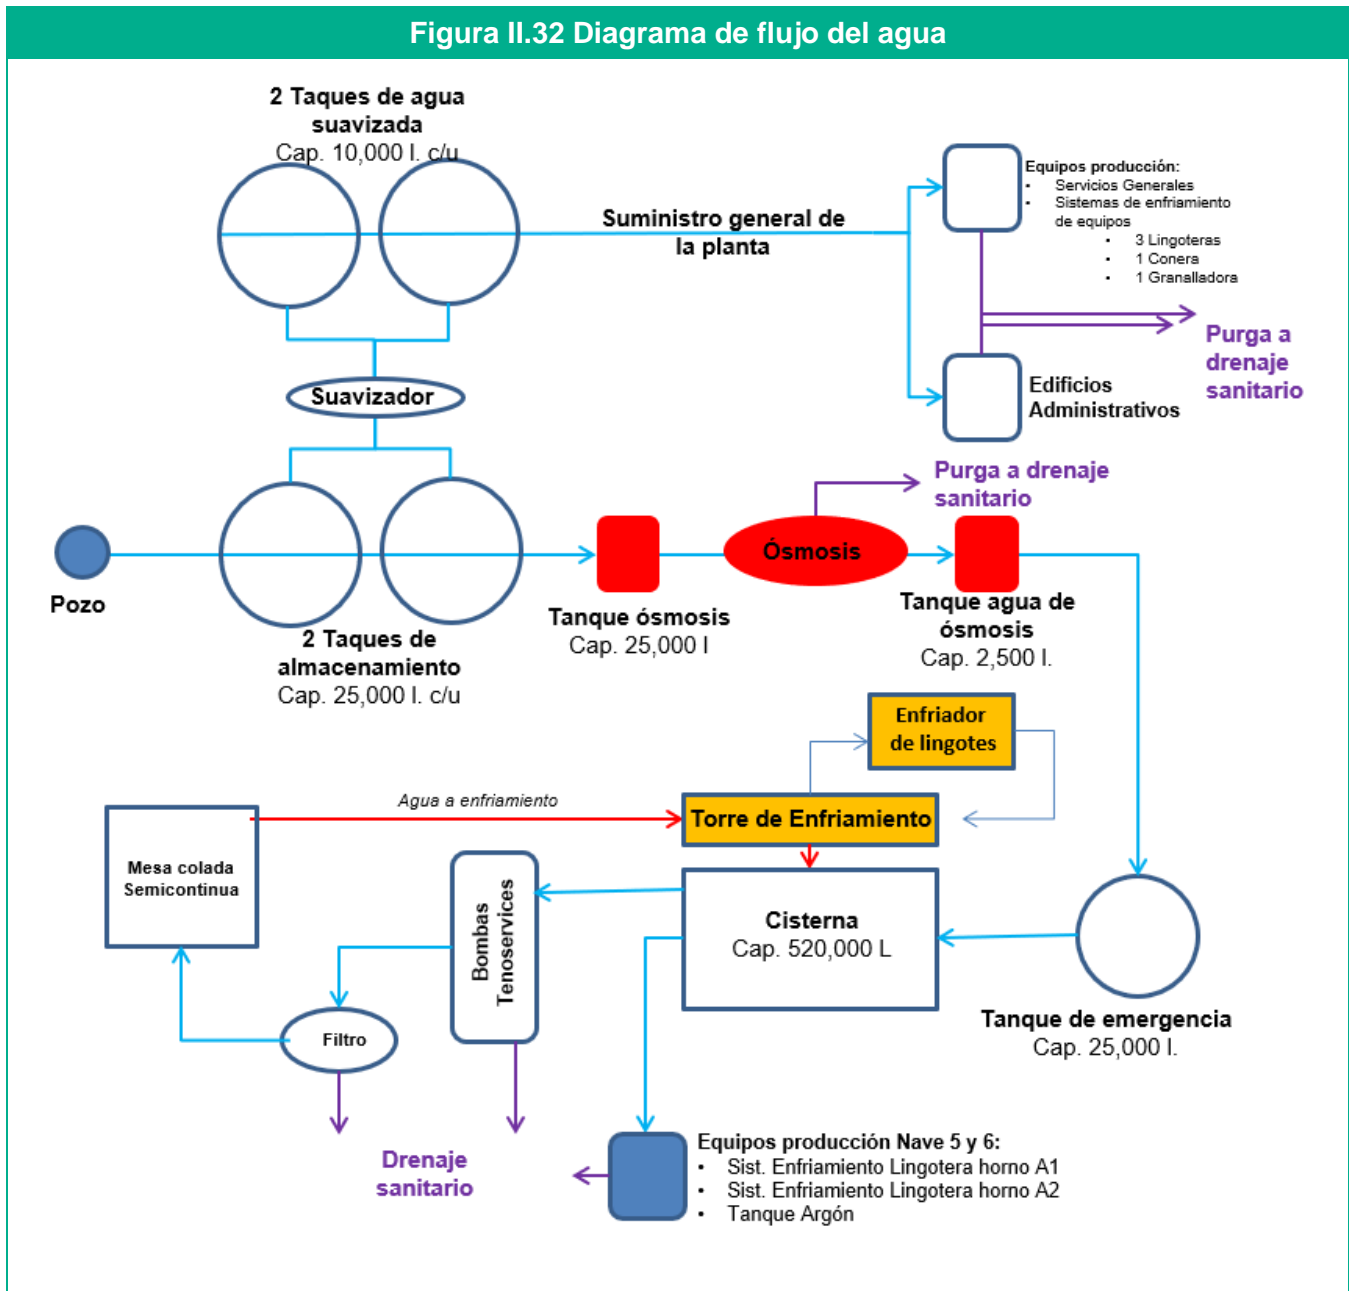 Figura II.32 Diagrama de flujo del agua
2 Taques de agua
suavizada
Cap. 10,000 l. c/u
Suministro general de
la planta
Equipos producción:
• Servicios Generales
• Sistemas de enfriamiento
de equipos
• 3 Lingoteras
• 1 Conera
• 1 Granalladora
Purga a
drenaje
sanitario
Edificios
Administrativos
Suavizador
Purga a drenaje
sanitario
Pozo
2 Taques de
almacenamiento
Cap. 25,000 l. c/u
Tanque ósmosis
Cap. 25,000 l
Ósmosis
Tanque agua de
ósmosis
Cap. 2,500 l.
Enfriador
de lingotes
Agua a enfriamiento
Torre de Enfriamiento
Mesa colada
Semicontinua
Bombas
Tenoservices
Cisterna
Cap. 520,000 L
Filtro
Tanque de emergencia
Cap. 25,000 l.
Drenaje
sanitario
Equipos producción Nave 5 y 6:
• Sist. Enfriamiento Lingotera horno A1
• Sist. Enfriamiento Lingotera horno A2
• Tanque Argón